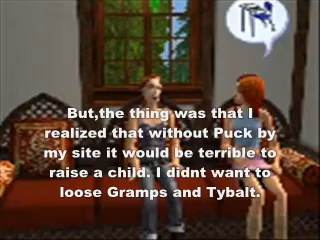 But,the thing was that I
realized that without Puck by
my site it would be terrible to
raise a child. I didnt want to
loose Gramps and Tybalt.